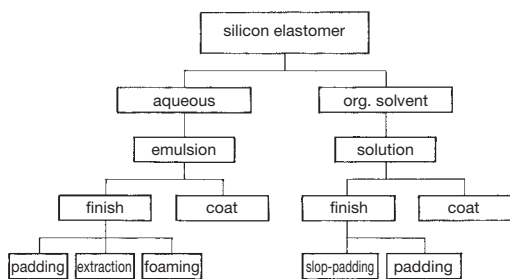 silicon elastomer
aqueous org. solvent
emulsion solution
finish coat finish coat
padding extraction foaming slop-padding padding